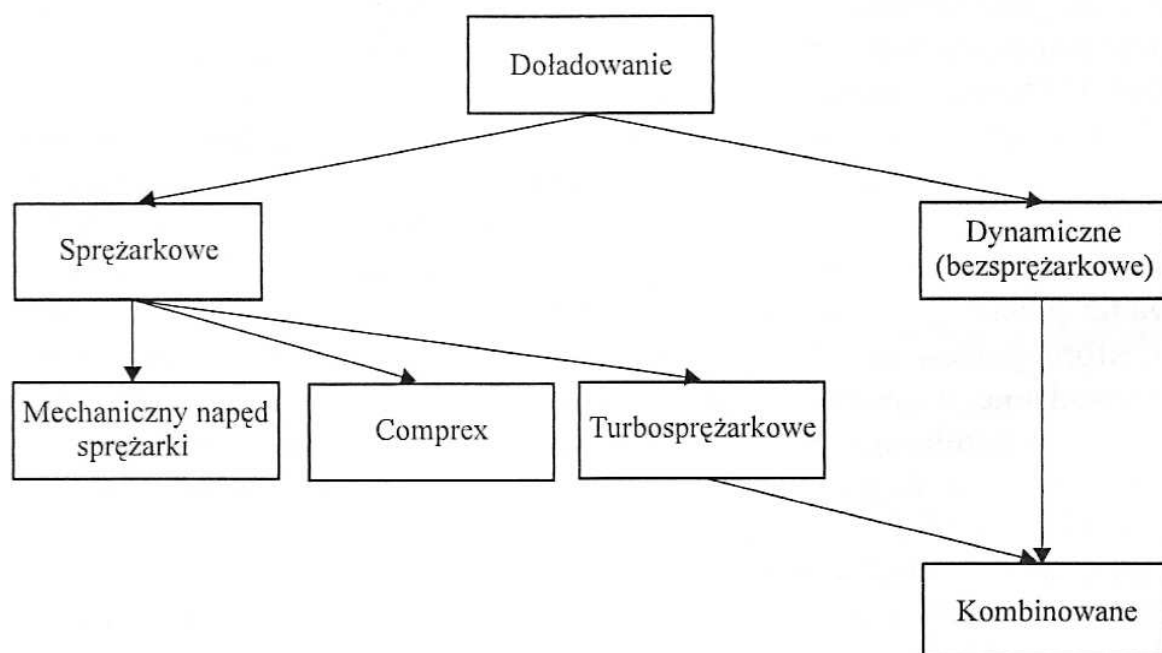 Doładowanie
Sprężarkowe
Dynamiczne
(bezsprężarkowe)
Mechaniczny napęd
sprężarki
Comprex
Turbosprężarkowe
Kombinowane